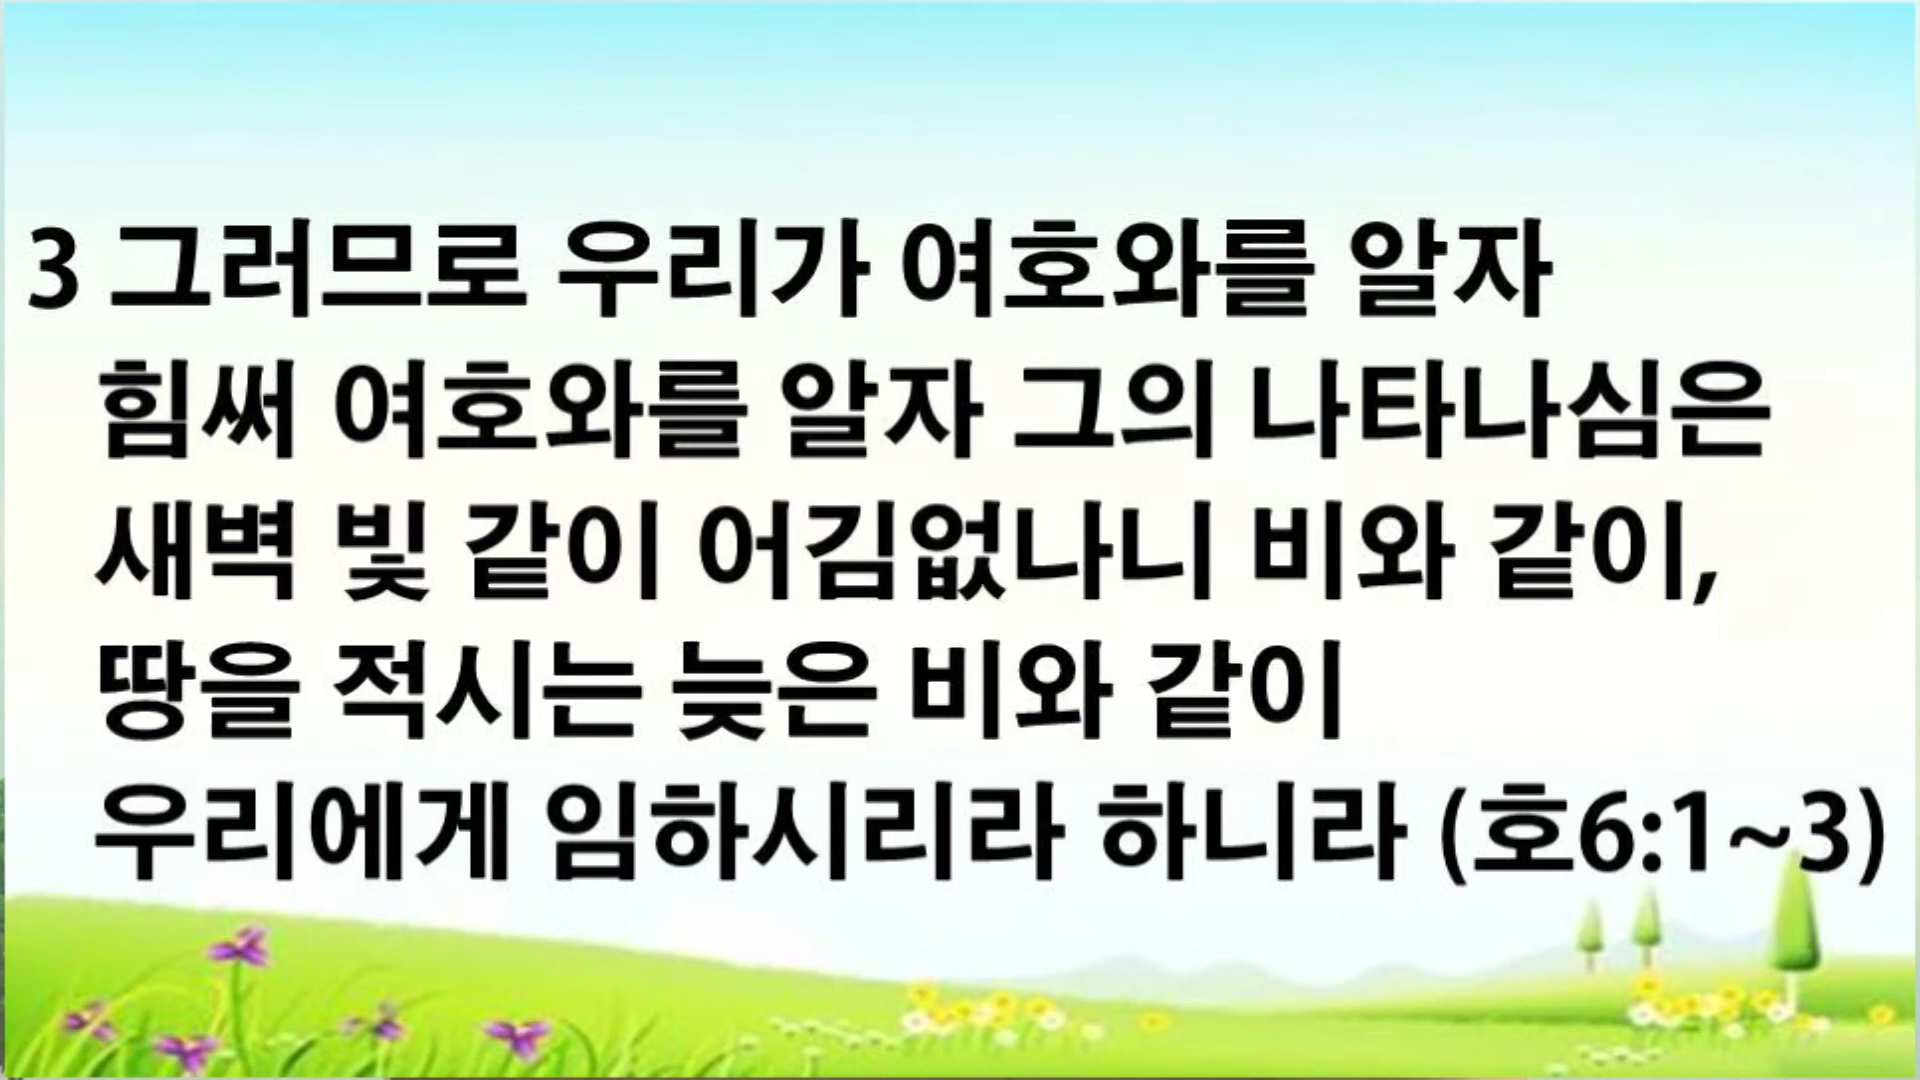 3 그러므로 우리가 여호와를 알자
힘써 여호와를 알자 그의 나타나심은
새벽 빛 같이 어김없나니 비와 같이,
땅을 적시는 늦은 비와 같이
우리에게 임하시리라 하니라 (호6:1~3)